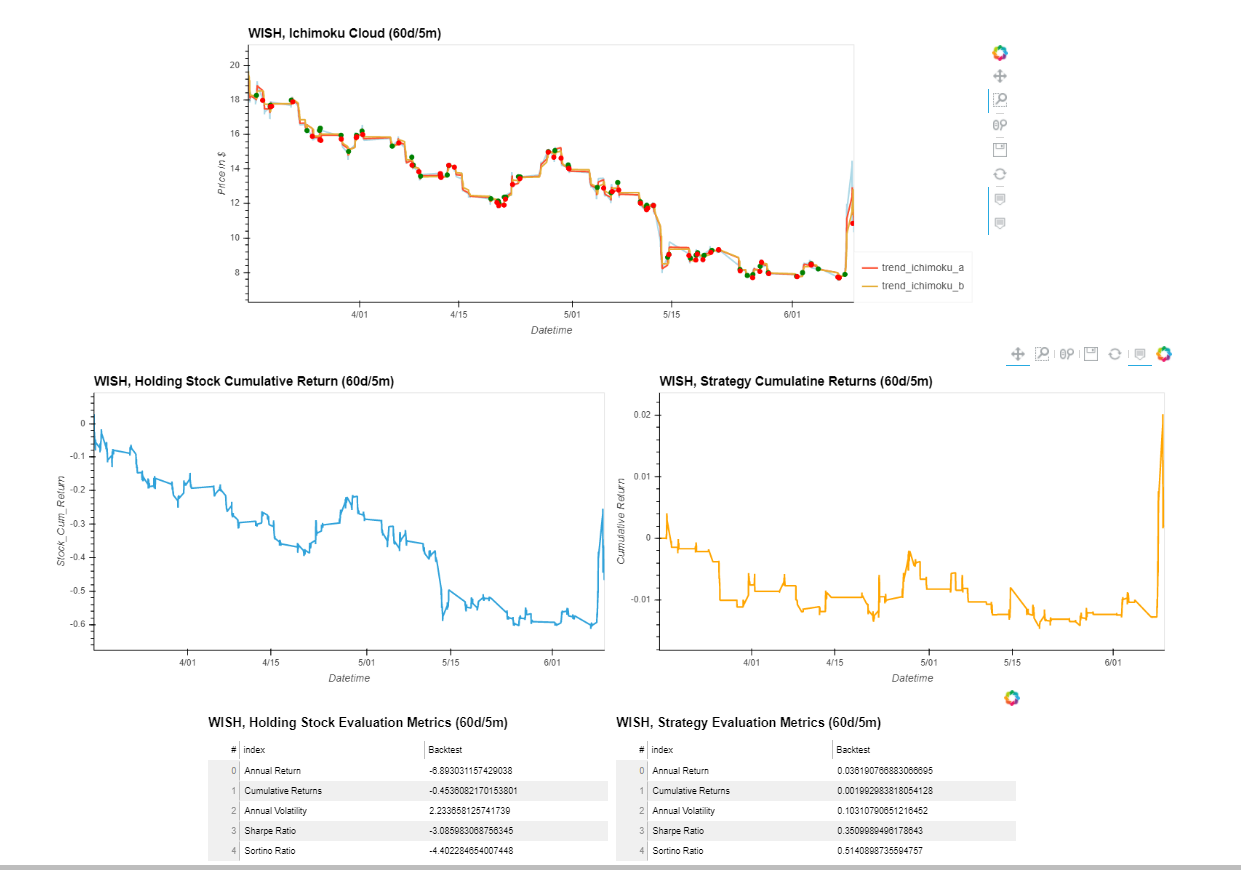 WISH, Ichimoku Cloud (60d/5m)
20
18
16
14
12
10
8
Price in $
4/01 4/15 5/01 5/15 6/01
Datetime
trend_ichimoku_a
trend_ichimoku_b
WISH, Holding Stock Cumulative Return (60d/5m)
0
-0.1
-0.2
-0.3
-0.4
-0.5
-0.6
Stock_Cum_Return
4/01 4/15 5/01 5/15 6/01
Datetime
WISH, Strategy Cumulatine Returns (60d/5m)
0.02
0.01
0
-0.01
Cumulative Return
4/01 4/15 5/01 5/15 6/01
Datetime
WISH, Holding Stock Evaluation Metrics (60d/5m)
# index Backtest
0 Annual Return -6.893031157429038
1 Cumulative Returns -0.4536082170153801
2 Annual Volatility 2.233658125741739
3 Sharpe Ratio -3.085983068756345
4 Sortino Ratio -4.402284654007448
WISH, Strategy Evaluation Metrics (60d/5m)
# index Backtest
0 Annual Return 0.036190766883066695
1 Cumulative Returns 0.001992983818054128
2 Annual Volatility 0.10310790651216452
3 Sharpe Ratio 0.3509989496178643
4 Sortino Ratio 0.5140898735594757